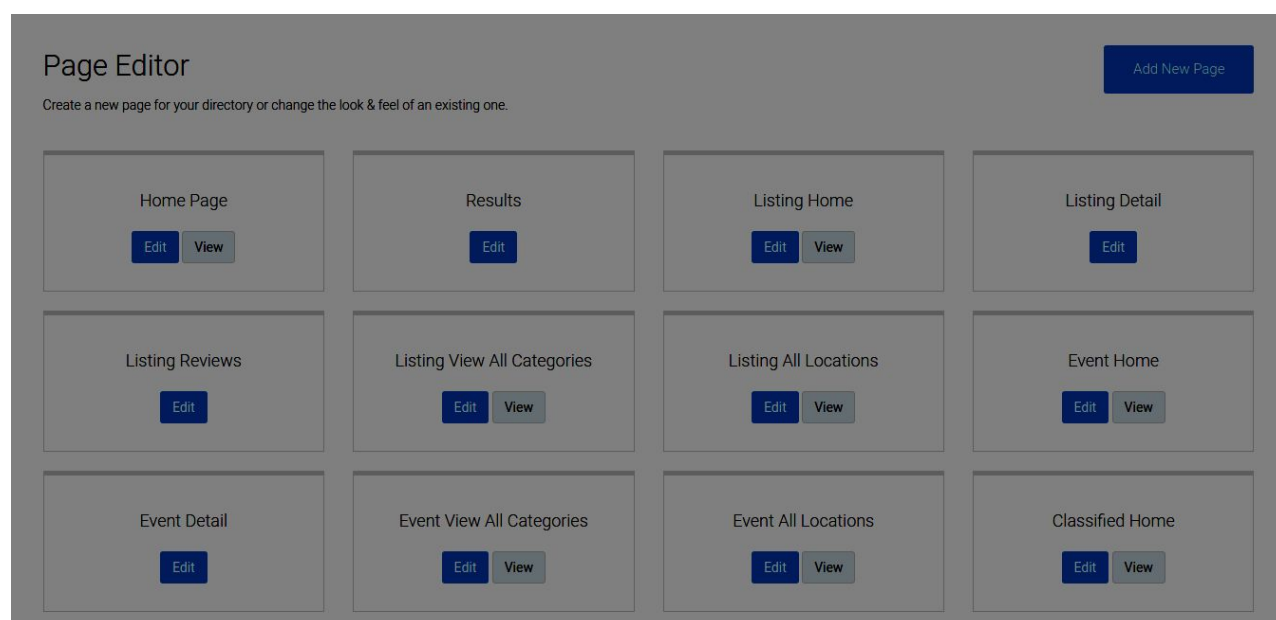 Page Editor
Add New Page
Create a new page for your directory or change the look & feel of an existing one.
Home Page
Edit View
Results
Edit
Listing Home
Edit View
Listing Detail
Edit
Listing Reviews
Edit
Listing View All Categories
Edit View
Listing All Locations
Edit View
Event Home
Edit View
Event Detail
Edit
Event View All Categories
Edit View
Event All Locations
Edit View
Classified Home
Edit View